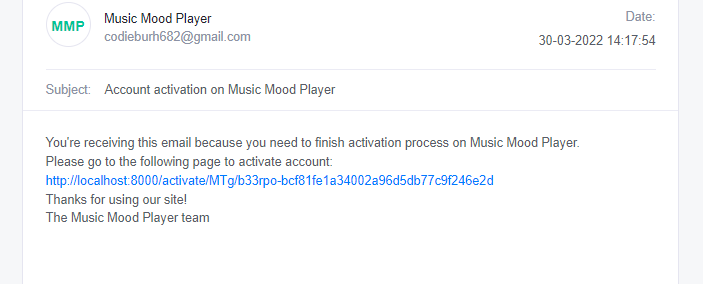 MMP
Music Mood Player
codieburh682@gmail.com
Date:
30-03-2022 14:17:54
Subject: Account activation on Music Mood Player
You're receiving this email because you need to finish activation process on Music Mood Player.
Please go to the following page to activate account:
http://localhost:8000/activate/MTg/b33rpo-bcf81fe1a34002a96d5db77c9f246e2d
Thanks for using our site!
The Music Mood Player team